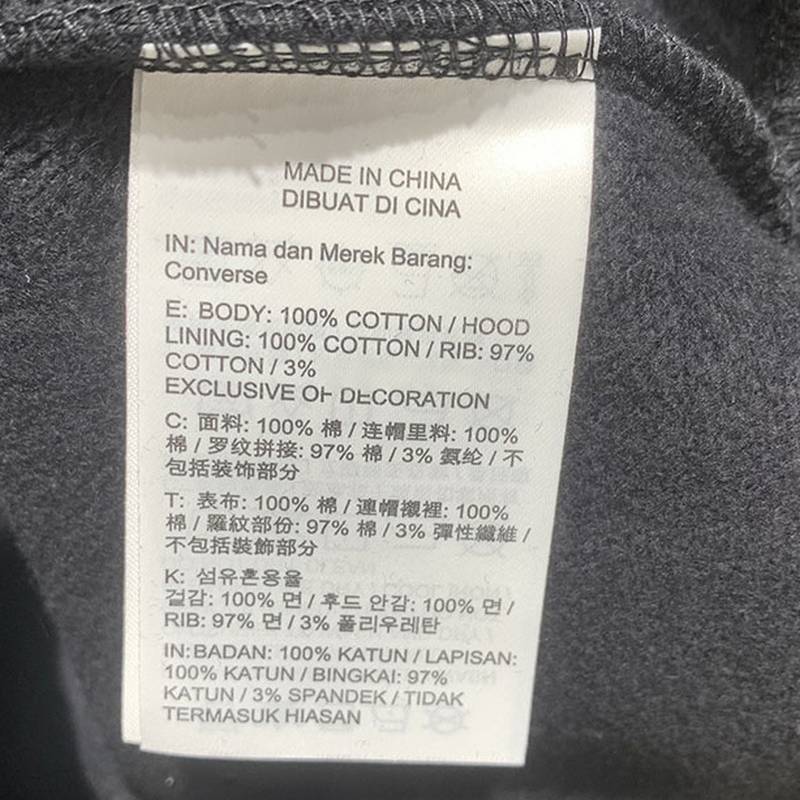 MADE IN CHINA
DIBUAT DI CINA
IN: Nama dan Merek Barang:
Converse
E: BODY: 100% COTTON / HOOD
LINING: 100% COTTON / RIB: 97%
COTTON / 3%
EXCLUSIVE OF DECORATION
C: 面料: 100% 棉 / 连帽里料: 100%
棉 / 罗纹拼接: 97% 棉 / 3% 氨纶 / 不
包括装饰部分
T: 表布: 100% 棉 / 連帽襯裡: 100%
棉 / 羅紋部份: 97% 棉 / 3% 彈性纖維 /
不包括裝飾部分
K: 섬유혼용율
겉감: 100% 면 / 후드 안감: 100% 면 /
RIB: 97% 면 / 3% 폴리우레탄
IN: BADAN: 100% KATUN / LAPISAN:
100% KATUN / BINGKAI: 97%
KATUN / 3% SPANDEK / TIDAK
TERMASUK HIASAN